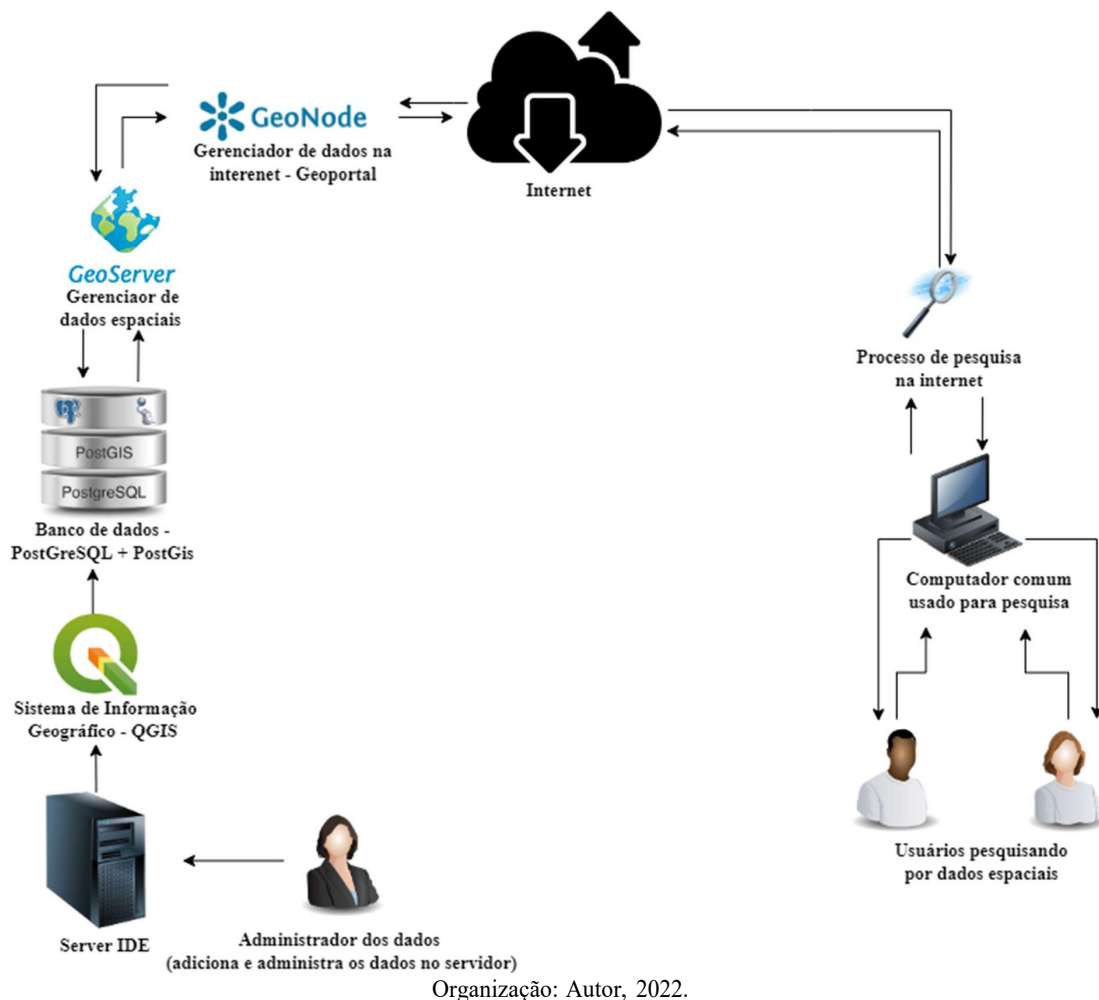 GeoNode
Gerenciador de dados na
interenet - Geoportal
Internet
GeoServer
Gerenciaor de
dados espaciais
Processo de pesquisa
na internet
PostGIS
PostgreSQL
Banco de dados -
PostGreSQL + PostGis
Computador comum
usado para pesquisa
Sistema de Informação
Geográfico - QGIS
Usuários pesquisando
por dados espaciais
Server IDE
Administrador dos dados
(adiciona e administra os dados no servidor)
Organização: Autor, 2022.